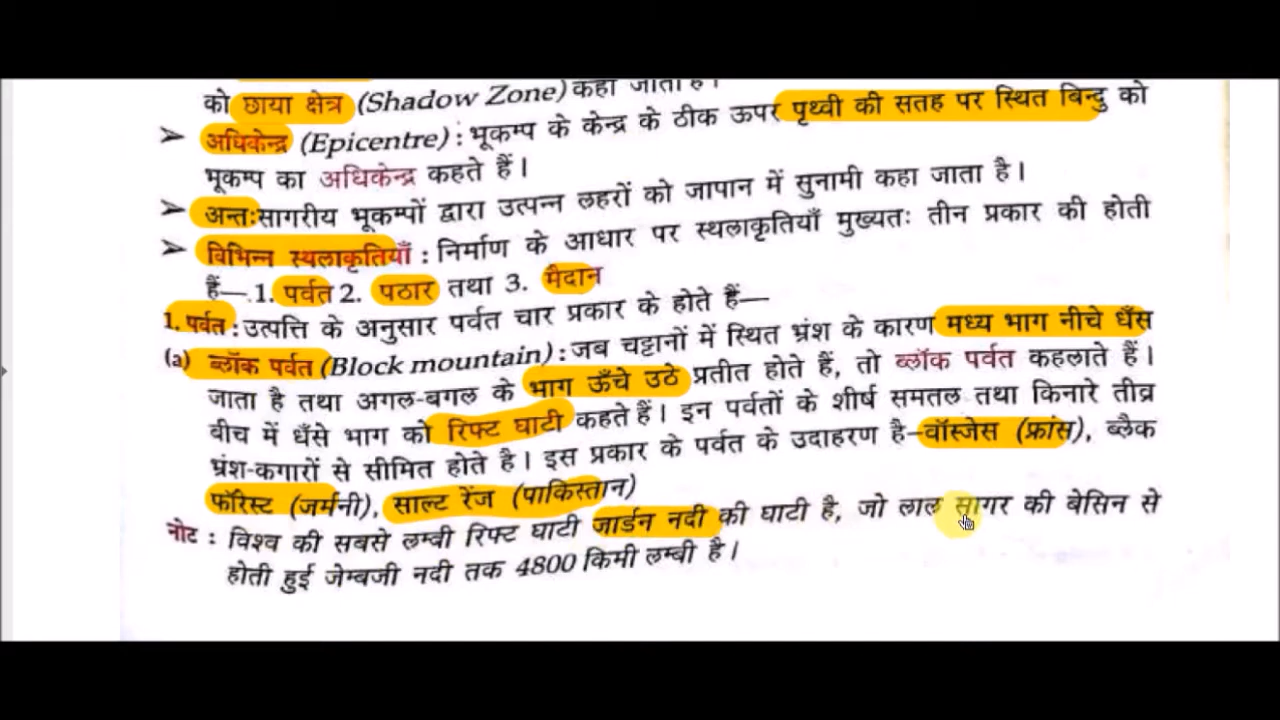 को छाया क्षेत्र (Shadow Zone) कहा जाता है।
➢ अधिकेन्द्र (Epicentre) : भूकम्प के केन्द्र के ठीक ऊपर पृथ्वी की सतह पर स्थित बिन्दु को
भूकम्प का अधिकेन्द्र कहते हैं।
➢ अन्तःसागरीय भूकम्पों द्वारा उत्पन्न लहरों को जापान में सुनामी कहा जाता है।
➢ विभिन्न स्थलाकृतियाँ : निर्माण के आधार पर स्थलाकृतियाँ मुख्यतः तीन प्रकार की होती
हैं— 1. पर्वत 2. पठार तथा 3. मैदान
1. पर्वत : उत्पत्ति के अनुसार पर्वत चार प्रकार के होते हैं—
(a) ब्लॉक पर्वत (Block mountain) : जब चट्टानों में स्थित भ्रंश के कारण मध्य भाग नीचे धँस
जाता है तथा अगल-बगल के भाग ऊँचे उठे प्रतीत होते हैं, तो ब्लॉक पर्वत कहलाते हैं।
बीच में धँसे भाग को रिफ्ट घाटी कहते हैं। इन पर्वतों के शीर्ष समतल तथा किनारे तीव्र
भ्रंश-कगारों से सीमित होते है। इस प्रकार के पर्वत के उदाहरण है–वॉस्जेस (फ्रांस), ब्लैक
फॉरेस्ट (जर्मनी), साल्ट रेंज (पाकिस्तान)
नोट : विश्व की सबसे लम्बी रिफ्ट घाटी जार्डन नदी की घाटी है, जो लाल सागर की बेसिन से
होती हुई जेम्बजी नदी तक 4800 किमी लम्बी है।